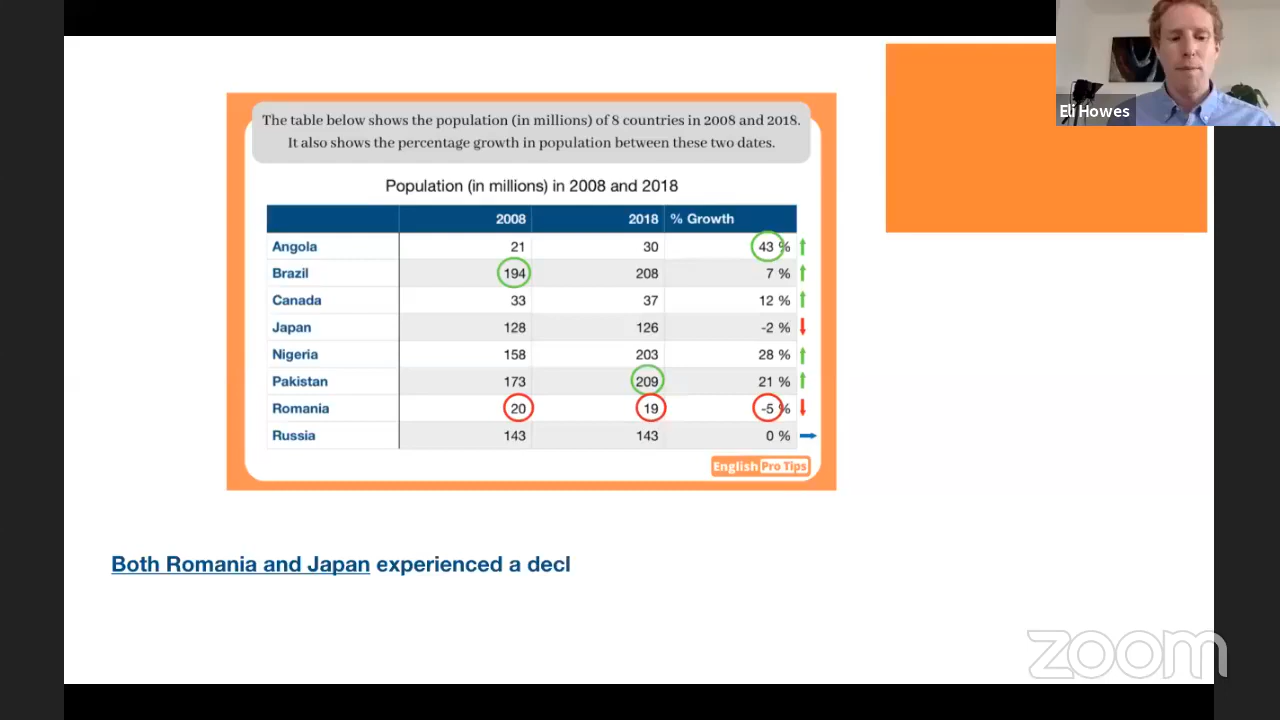 Eli Howes
The table below shows the population (in millions) of 8 countries in 2008 and 2018.
It also shows the percentage growth in population between these two dates.
Population (in millions) in 2008 and 2018
2008 2018 % Growth
Angola 21 30 43 %
Brazil 194 208 7 %
Canada 33 37 12 %
Japan 128 126 -2 %
Nigeria 158 203 28 %
Pakistan 173 209 21 %
Romania 20 19 -5 %
Russia 143 143 0 %
English Pro Tips
Both Romania and Japan experienced a decl
zoom